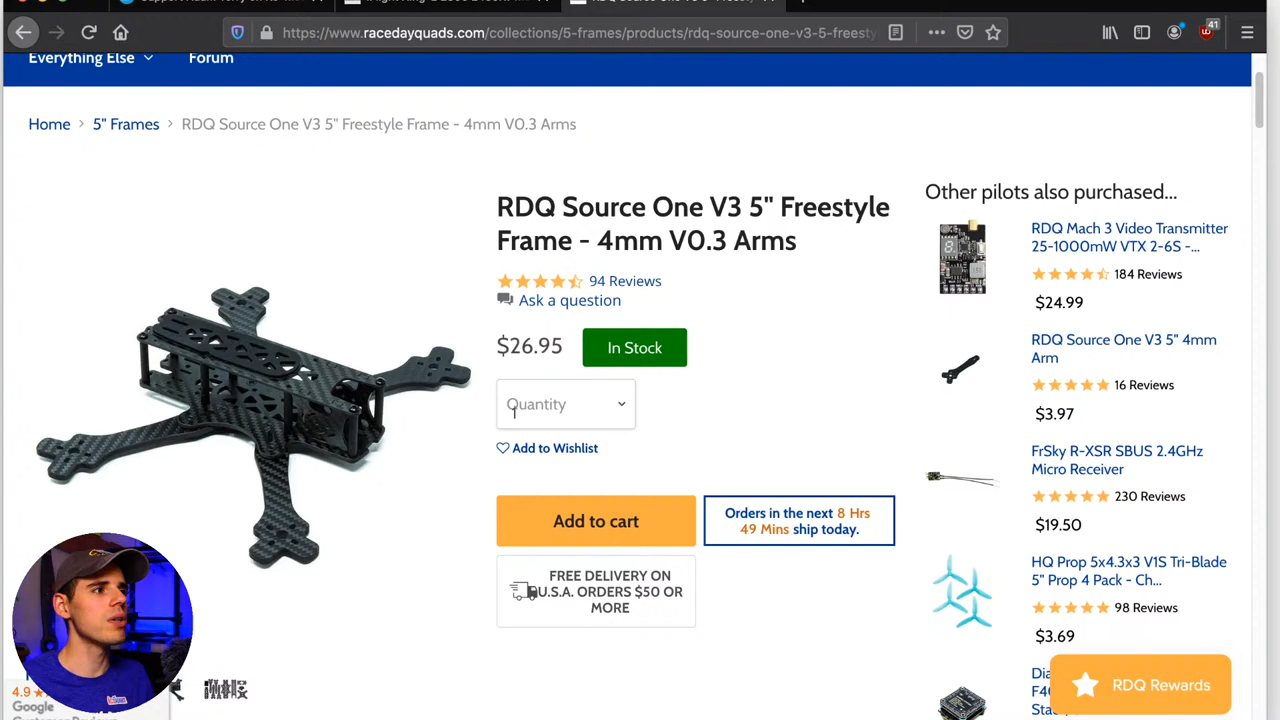 https://www.racedayquads.com/collections/5-frames/products/rdq-source-one-v3-5-freesty
41
Everything Else
Forum
Home > 5" Frames > RDQ Source One V3 5" Freestyle Frame - 4mm V0.3 Arms
RDQ Source One V3 5" Freestyle
Frame - 4mm V0.3 Arms
94 Reviews
Ask a question
$26.95
In Stock
Quantity
Add to Wishlist
Add to cart
Orders in the next 8 Hrs
49 Mins ship today.
FREE DELIVERY ON
U.S.A. ORDERS $50 OR
MORE
Other pilots also purchased...
RDQ Mach 3 Video Transmitter
25-1000mW VTX 2-6S -...
184 Reviews
$24.99
RDQ Source One V3 5" 4mm
Arm
16 Reviews
$3.97
FrSky R-XSR SBUS 2.4GHz
Micro Receiver
230 Reviews
$19.50
HQ Prop 5x4.3x3 V1S Tri-Blade
5" Prop 4 Pack - Ch...
98 Reviews
$3.69
RDQ Rewards
4.9
Google